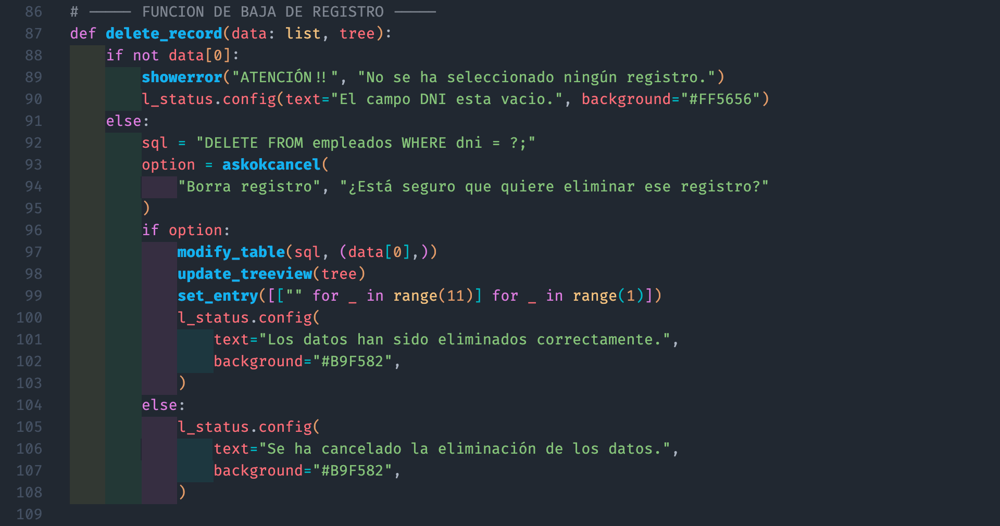 86 # ───── FUNCION DE BAJA DE REGISTRO ─────
87 def delete_record(data: list, tree):
88     if not data[0]:
89         showerror("ATENCIÓN!!", "No se ha seleccionado ningún registro.")
90         l_status.config(text="El campo DNI esta vacio.", background="#FF5656")
91     else:
92         sql = "DELETE FROM empleados WHERE dni = ?;"
93         option = askokcancel(
94             "Borra registro", "¿Está seguro que quiere eliminar ese registro?"
95         )
96         if option:
97             modify_table(sql, (data[0],))
98             update_treeview(tree)
99             set_entry([["" for _ in range(11)] for _ in range(1)])
100             l_status.config(
101                 text="Los datos han sido eliminados correctamente.",
102                 background="#B9F582",
103             )
104         else:
105             l_status.config(
106                 text="Se ha cancelado la eliminación de los datos.",
107                 background="#B9F582",
108             )
109